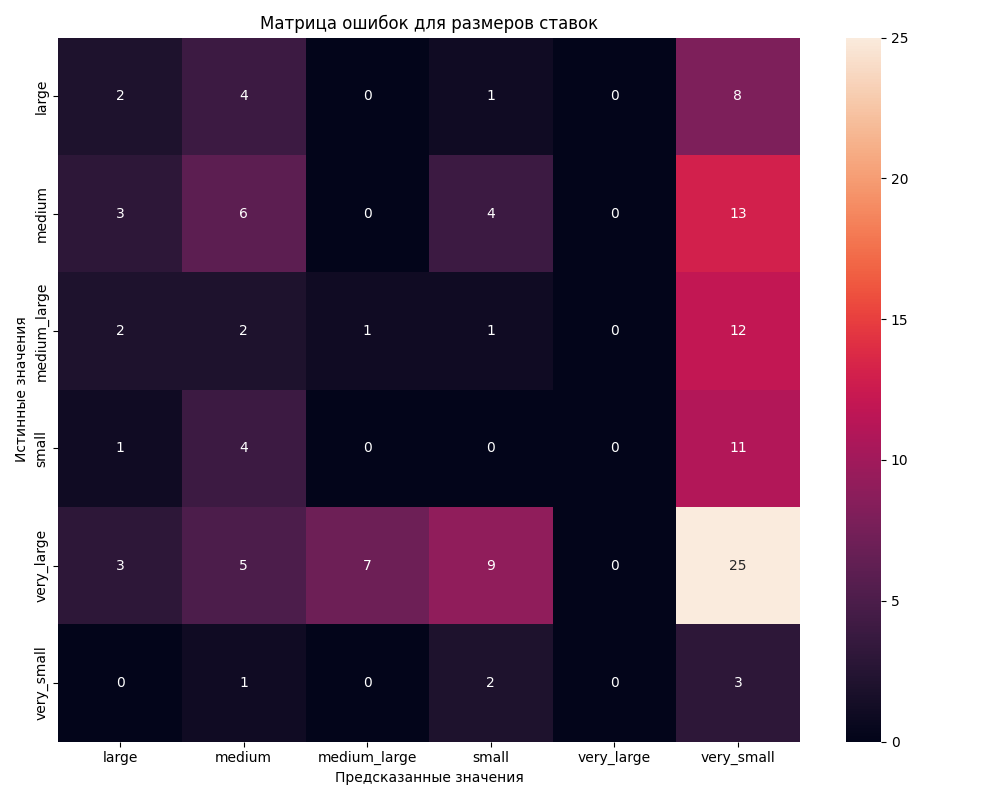 Матрица ошибок для размеров ставок
large 2 4 0 1 0 8
medium 3 6 0 4 0 13
medium_large 2 2 1 1 0 12
small 1 4 0 0 0 11
very_large 3 5 7 9 0 25
very_small 0 1 0 2 0 3
large medium medium_large small very_large very_small
Истинные значения
Предсказанные значения
25
20
15
10
5
0